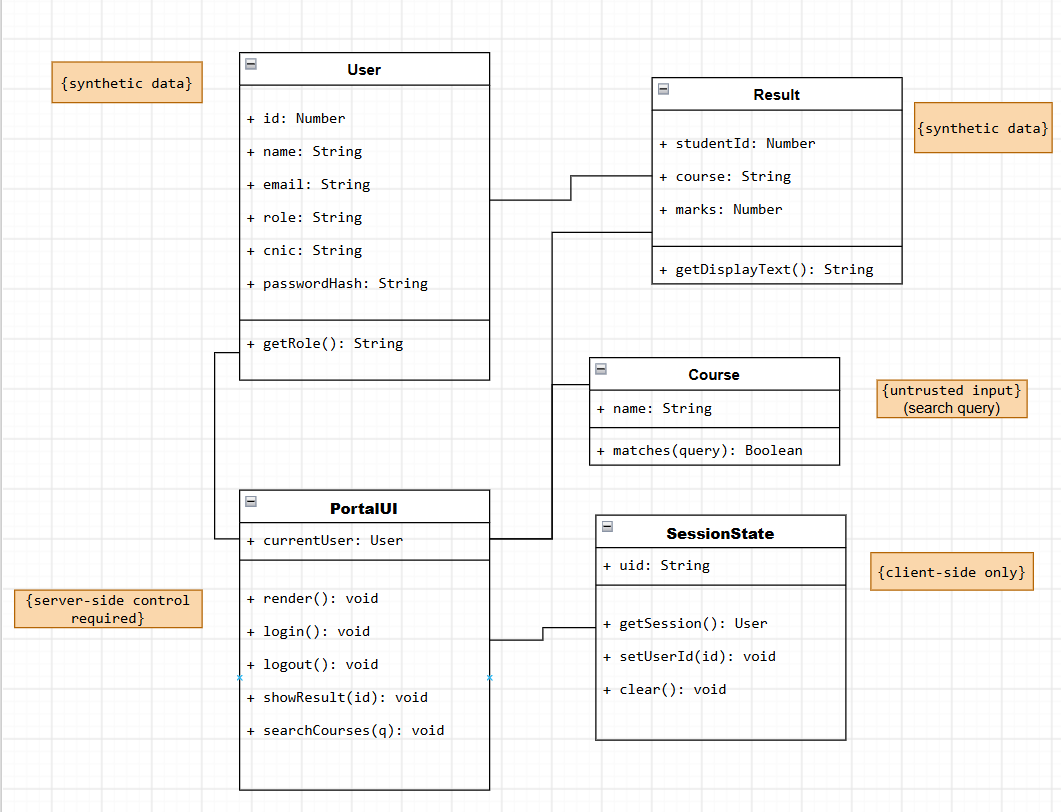 {synthetic data}
User
+ id: Number
+ name: String
+ email: String
+ role: String
+ cnic: String
+ passwordHash: String
+ getRole(): String
Result
+ studentId: Number
+ course: String
+ marks: Number
+ getDisplayText(): String
{synthetic data}
Course
+ name: String
+ matches(query): Boolean
{untrusted input}
(search query)
PortalUI
+ currentUser: User
+ render(): void
+ login(): void
+ logout(): void
+ showResult(id): void
+ searchCourses(q): void
{server-side control
required}
SessionState
+ uid: String
+ getSession(): User
+ setUserId(id): void
+ clear(): void
{client-side only}